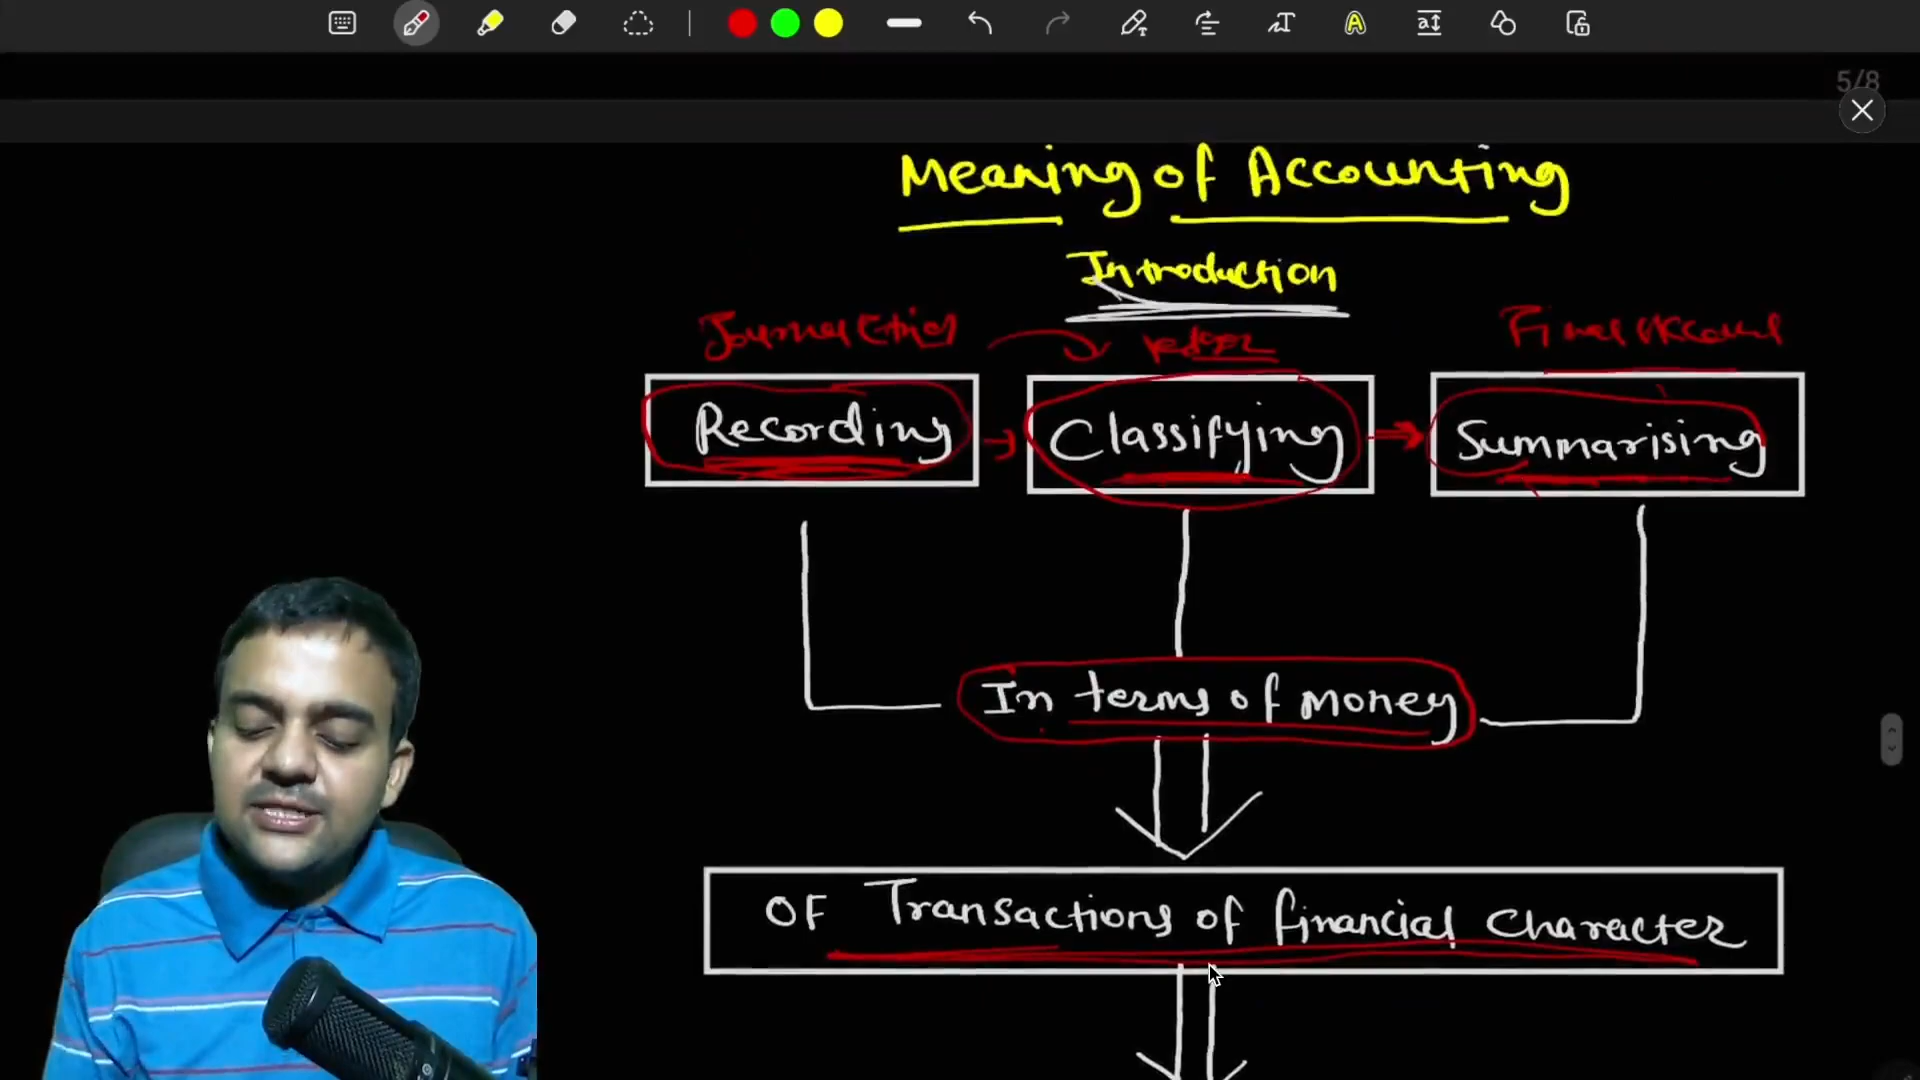 5/8
Meaning of Accounting
Introduction
Journal Entries Ledger Final Account
Recording Classifying Summarising
In terms of money
OF Transactions of financial Character